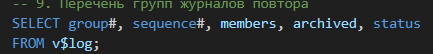 -- 9. Перечень групп журналов повтора
SELECT group#, sequence#, members, archived, status
FROM v$log;